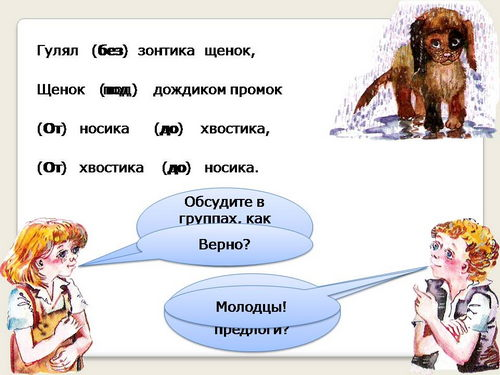 Гулял (без) зонтика щенок,
Щенок (под) дождиком промок
(От) носика (до) хвостика,
(От) хвостика (до) носика.
Обсудите в
группах, как
Верно?
Молодцы!
предлоги?